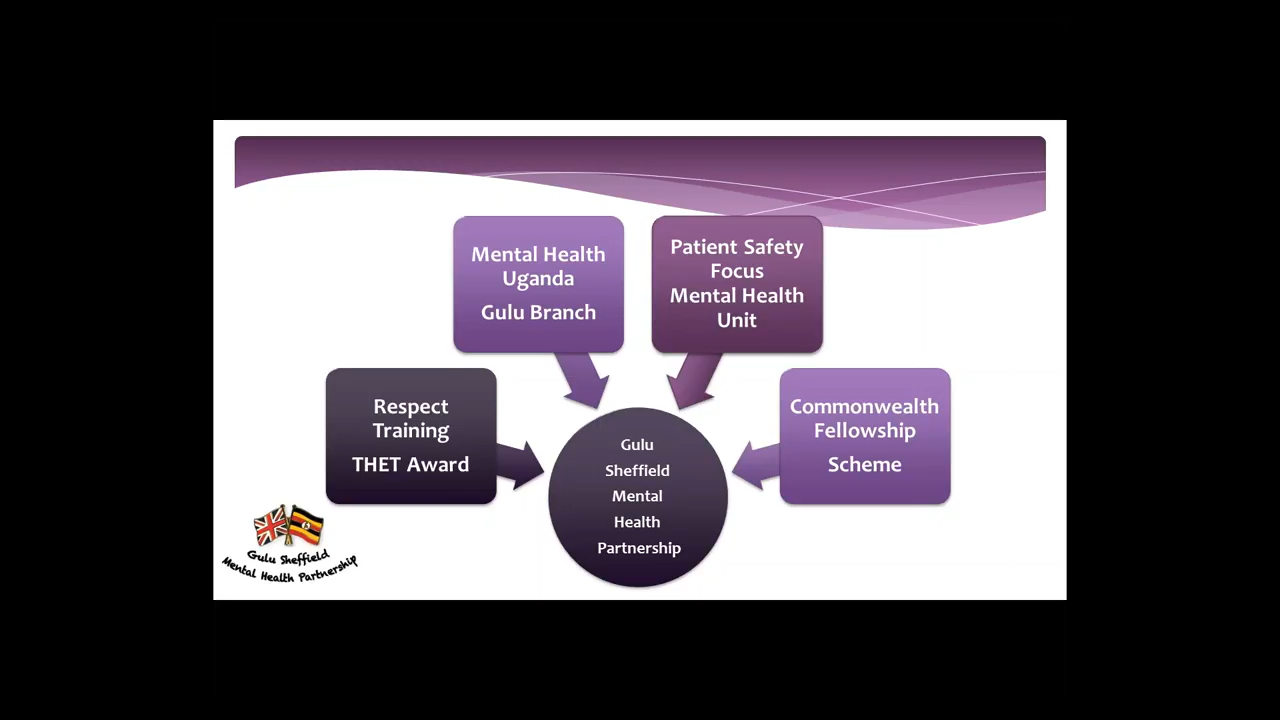 Mental Health
Uganda
Gulu Branch
Patient Safety
Focus
Mental Health
Unit
Respect
Training
THET Award
Commonwealth
Fellowship
Scheme
Gulu
Sheffield
Mental
Health
Partnership
Gulu Sheffield
Mental Health Partnership